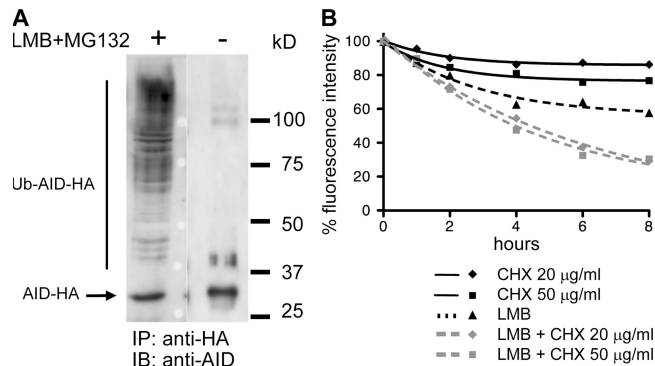 A
LMB+MG132 + - kD
100
75
Ub-AID-HA
50
37
AID-HA
25
IP: anti-HA
IB: anti-AID
B
% fluorescence intensity
100
80
60
40
20
0
0 2 4 6 8
hours
CHX 20 µg/ml
CHX 50 µg/ml
LMB
LMB + CHX 20 µg/ml
LMB + CHX 50 µg/ml